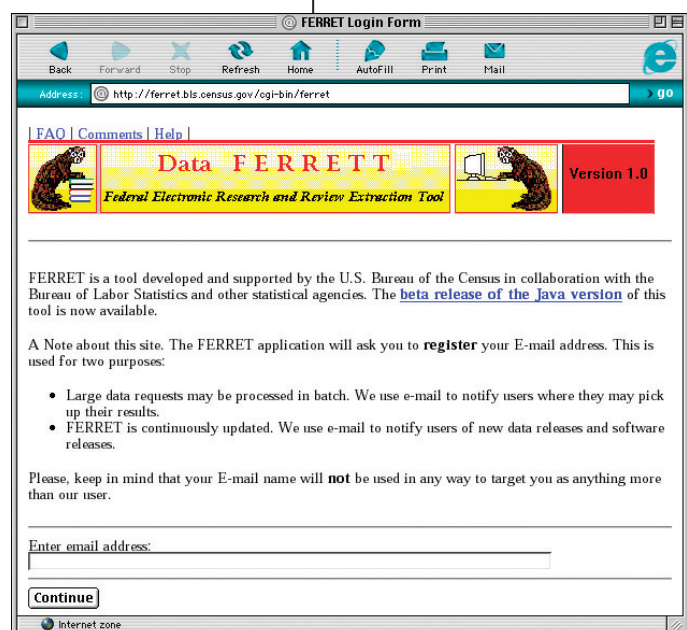 FERRET Login Form
Back Forward Stop Refresh Home AutoFill Print Mail
Address: @ http://ferret.bls.census.gov/cgi-bin/ferret go
| FAQ | Comments | Help |
Data FERRETT
Federal Electronic Research and Review Extraction Tool
Version 1.0
FERRET is a tool developed and supported by the U.S. Bureau of the Census in collaboration with the
Bureau of Labor Statistics and other statistical agencies. The beta release of the Java version of this
tool is now available.
A Note about this site. The FERRET application will ask you to register your E-mail address. This is
used for two purposes:
• Large data requests may be processed in batch. We use e-mail to notify users where they may pick
up their results.
• FERRET is continuously updated. We use e-mail to notify users of new data releases and software
releases.
Please, keep in mind that your E-mail name will not be used in any way to target you as anything more
than our user.
Enter email address:
Continue
Internet zone